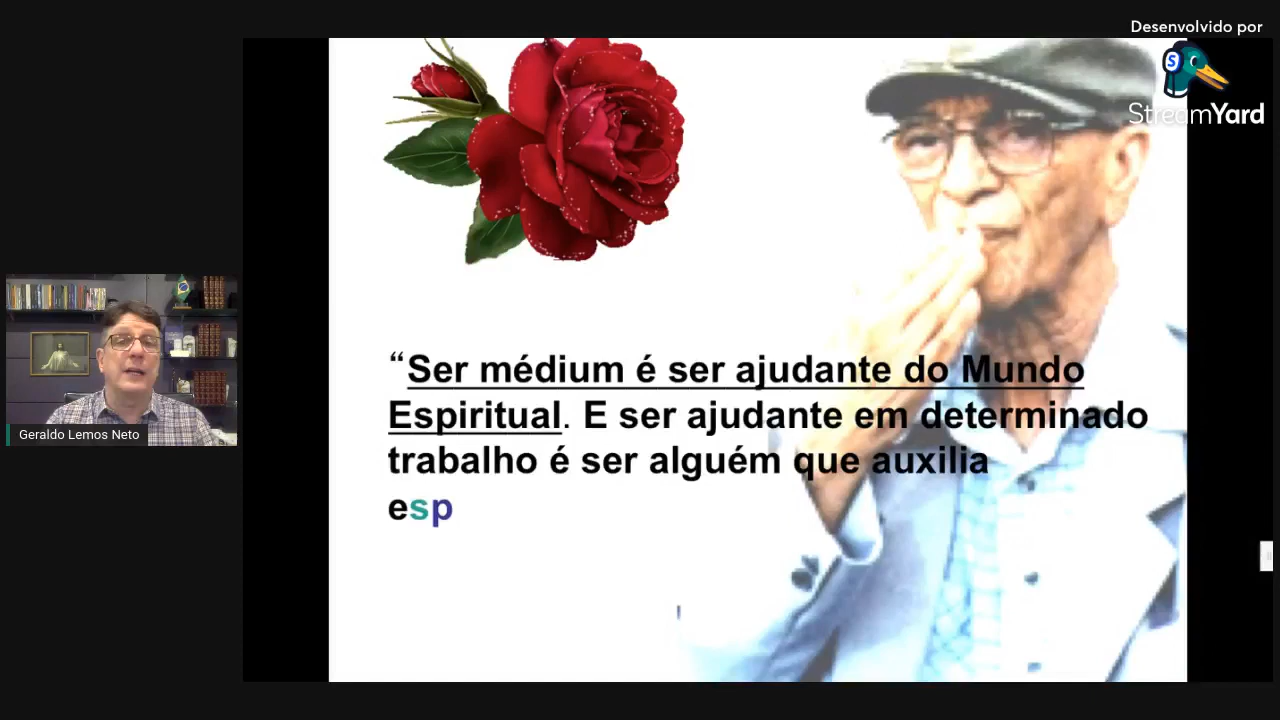 Desenvolvido por
StreamYard
“Ser médium é ser ajudante do Mundo
Espiritual. E ser ajudante em determinado
trabalho é ser alguém que auxilia
esp
Geraldo Lemos Neto